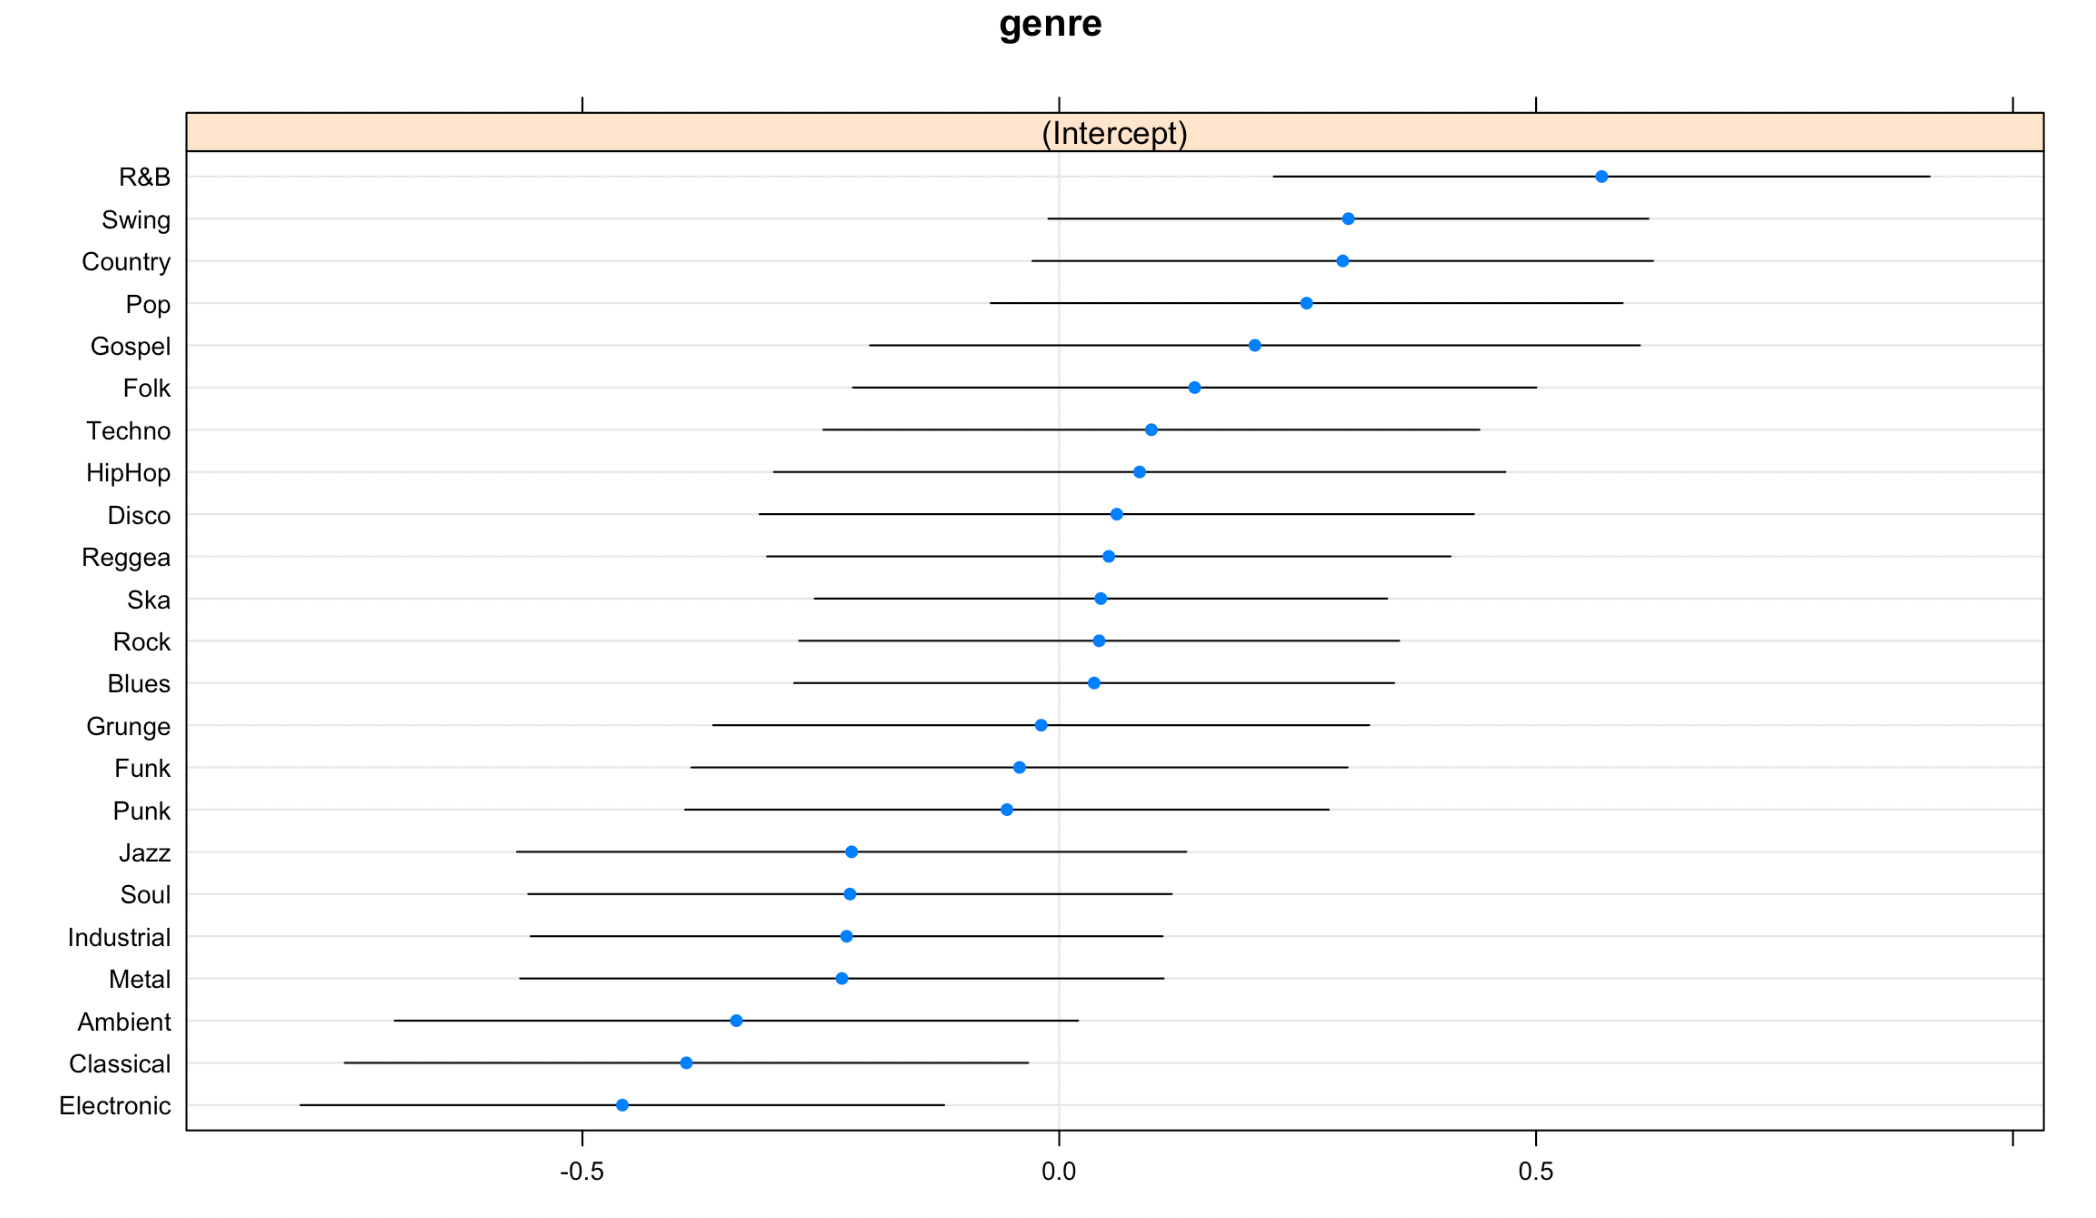 genre
(Intercept)
R&B
Swing
Country
Pop
Gospel
Folk
Techno
HipHop
Disco
Reggea
Ska
Rock
Blues
Grunge
Funk
Punk
Jazz
Soul
Industrial
Metal
Ambient
Classical
Electronic
-0.5 0.0 0.5